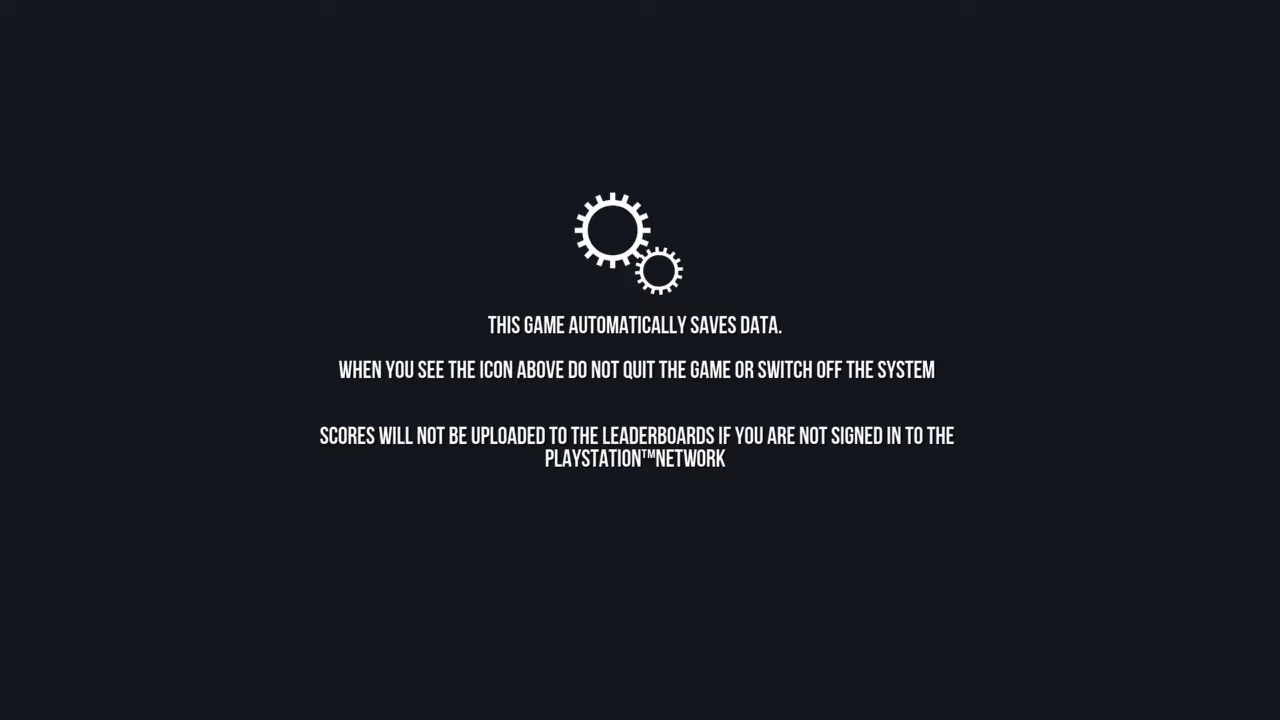 THIS GAME AUTOMATICALLY SAVES DATA.
WHEN YOU SEE THE ICON ABOVE DO NOT QUIT THE GAME OR SWITCH OFF THE SYSTEM
SCORES WILL NOT BE UPLOADED TO THE LEADERBOARDS IF YOU ARE NOT SIGNED IN TO THE
PLAYSTATION™NETWORK